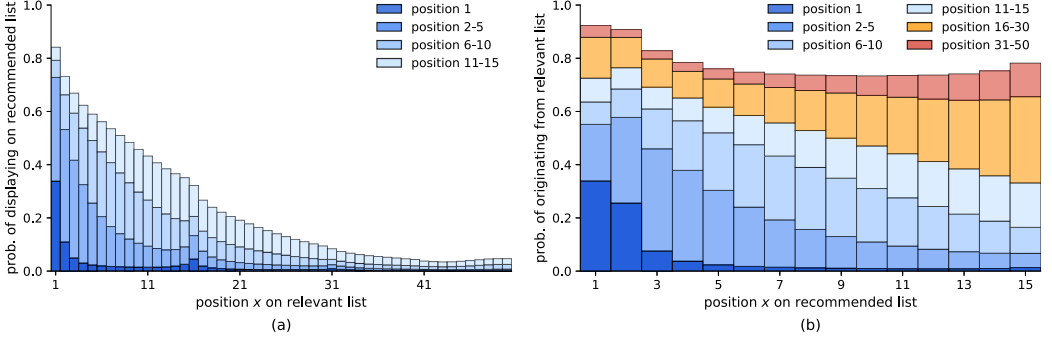 position 1
position 2–5
position 6–10
position 11–15
prob. of displaying on recommended list
0.0
0.2
0.4
0.6
0.8
1.0
1
11
21
31
41
position x on relevant list
(a)
position 1
position 2–5
position 6–10
position 11–15
position 16–30
position 31–50
prob. of originating from relevant list
0.0
0.2
0.4
0.6
0.8
1.0
1
3
5
7
9
11
13
15
position x on recommended list
(b)